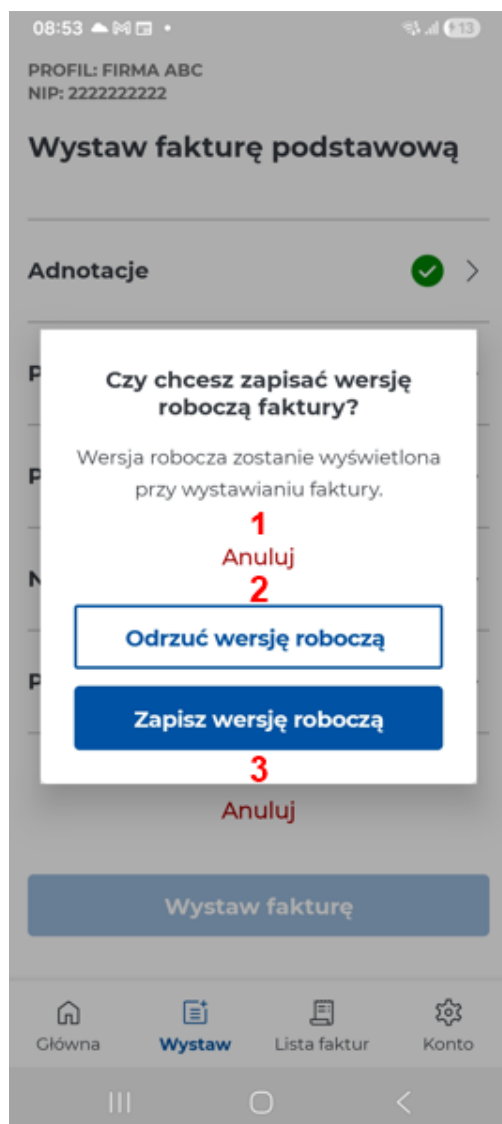 08:53
13
PROFIL: FIRMA ABC
NIP: 2222222222
Wystaw fakturę podstawową
Adnotacje
P
Czy chcesz zapisać wersję
roboczą faktury?
P
Wersja robocza zostanie wyświetlona
przy wystawianiu faktury.
1
Anuluj
N
2
Odrzuć wersję roboczą
P
Zapisz wersję roboczą
3
Anuluj
Wystaw fakturę
Główna
Wystaw
Lista faktur
Konto